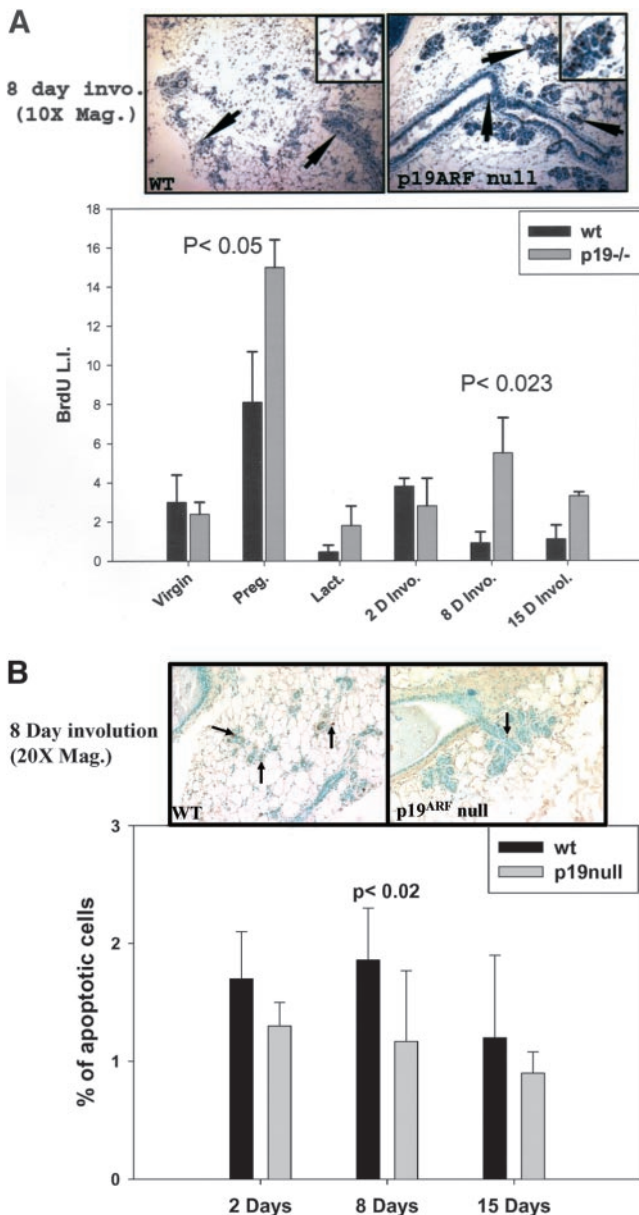 A
8 day invo.
(10X Mag.)
WT
p19ARF null
18
16
14
12
10
8
6
4
2
0
BrdU L.I.
P< 0.05
P< 0.023
wt
p19-/-
Virgin
Preg.
Lact.
2 D Invo.
8 D Invo.
15 D Invol.
B
8 Day involution
(20X Mag.)
WT
p19ARF null
3
2
1
0
% of apoptotic cells
p< 0.02
wt
p19null
2 Days
8 Days
15 Days